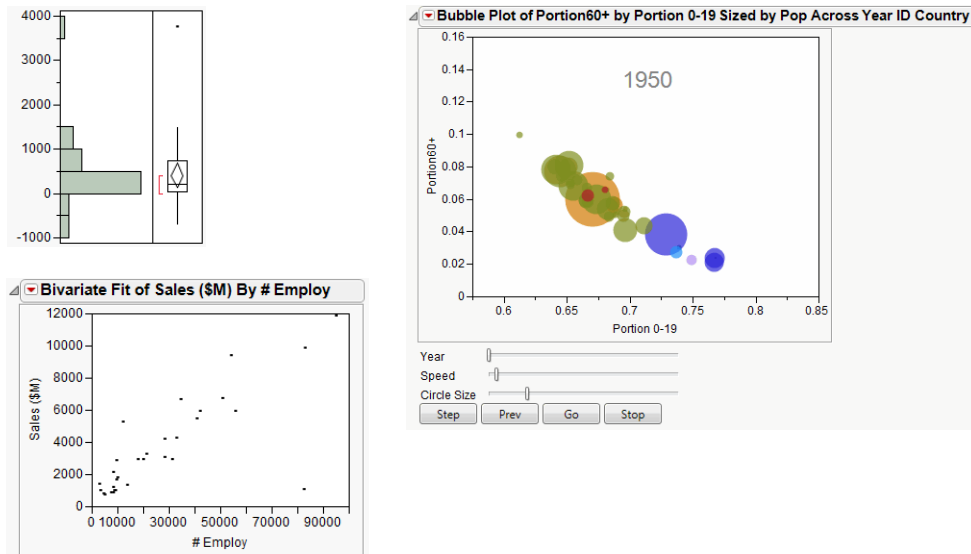 4000
3000
2000
1000
0
-1000
Bivariate Fit of Sales ($M) By # Employ
12000
10000
8000
6000
4000
2000
0
Sales ($M)
0 10000 30000 50000 70000 90000
# Employ
Bubble Plot of Portion60+ by Portion 0-19 Sized by Pop Across Year ID Country
0.16
0.14
0.12
0.1
0.08
0.06
0.04
0.02
0
Portion60+
1950
0.6 0.65 0.7 0.75 0.8 0.85
Portion 0-19
Year
Speed
Circle Size
Step Prev Go Stop